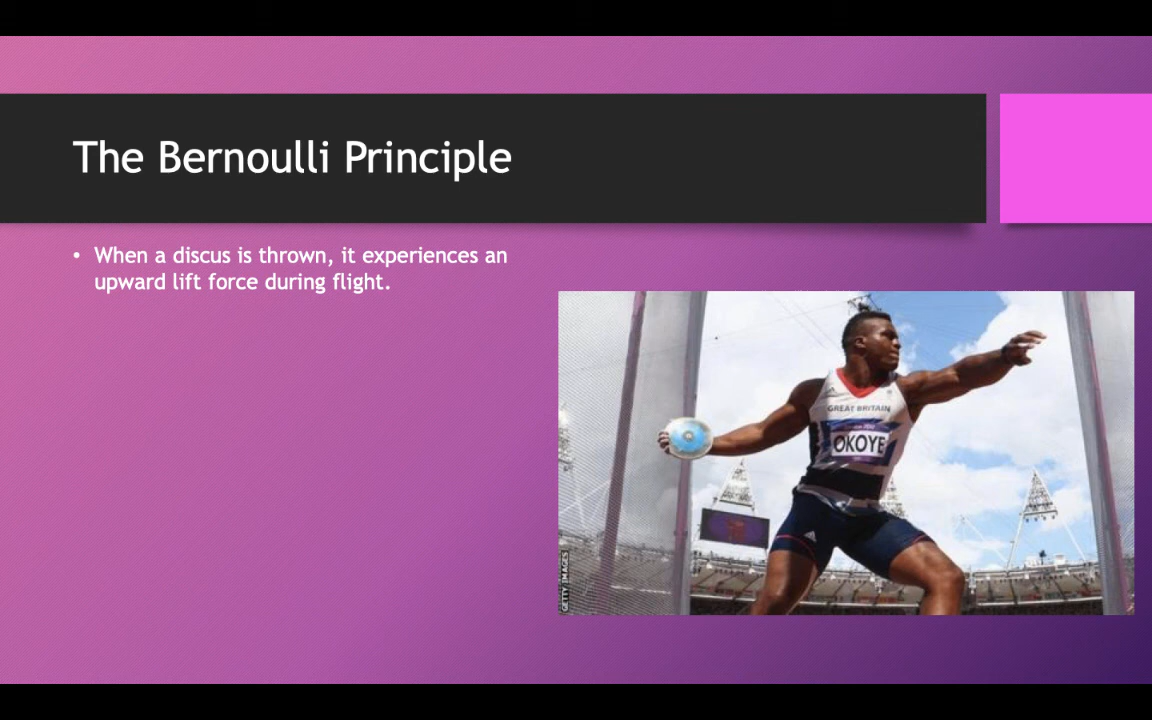 The Bernoulli Principle
• When a discus is thrown, it experiences an
upward lift force during flight.
GREAT BRITAIN
OKOYE
GETTY IMAGES